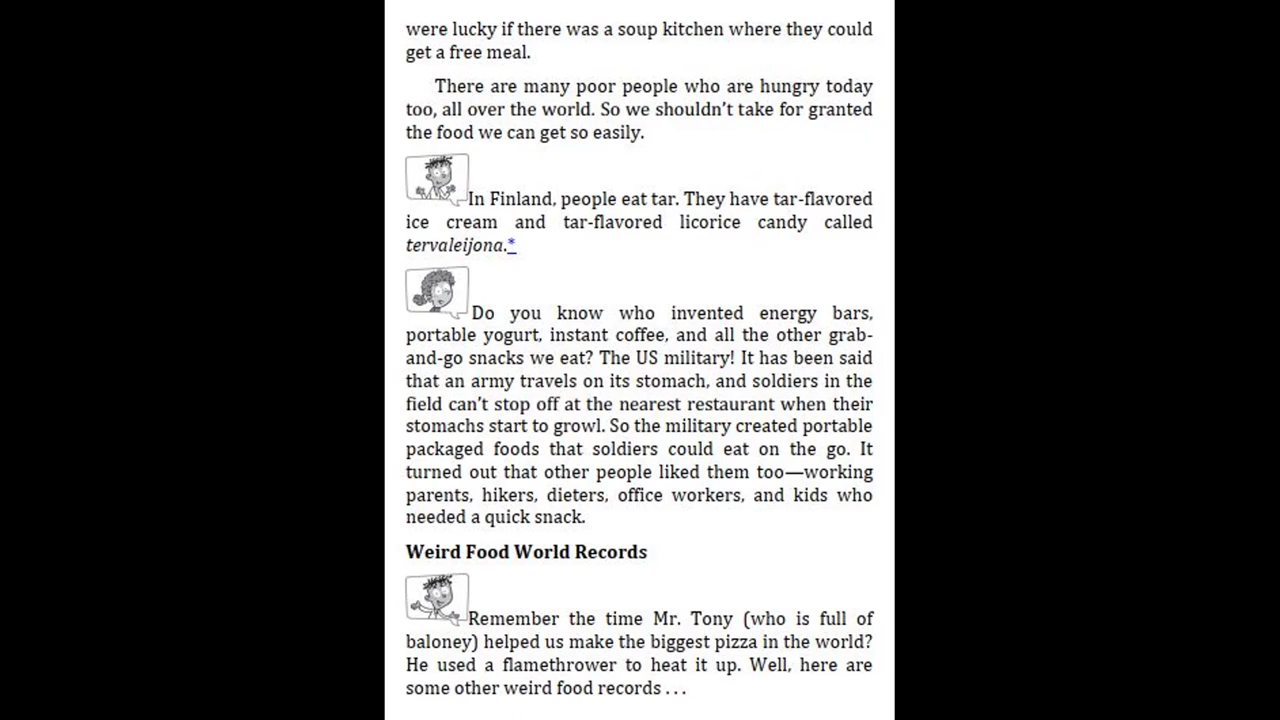 were lucky if there was a soup kitchen where they could
get a free meal.
There are many poor people who are hungry today
too, all over the world. So we shouldn't take for granted
the food we can get so easily.
In Finland, people eat tar. They have tar-flavored
ice cream and tar-flavored licorice candy called
tervaleijona.*
Do you know who invented energy bars,
portable yogurt, instant coffee, and all the other grab-
and-go snacks we eat? The US military! It has been said
that an army travels on its stomach, and soldiers in the
field can't stop off at the nearest restaurant when their
stomachs start to growl. So the military created portable
packaged foods that soldiers could eat on the go. It
turned out that other people liked them too—working
parents, hikers, dieters, office workers, and kids who
needed a quick snack.
Weird Food World Records
Remember the time Mr. Tony (who is full of
baloney) helped us make the biggest pizza in the world?
He used a flamethrower to heat it up. Well, here are
some other weird food records . . .